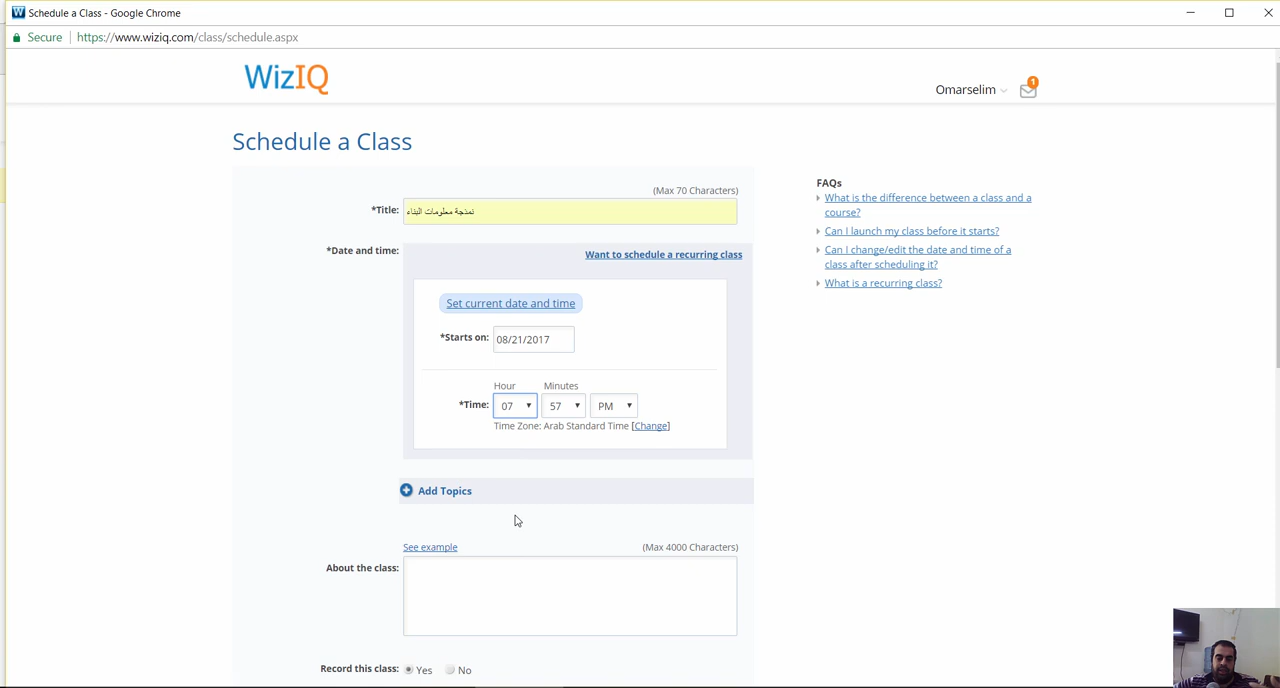 Schedule a Class - Google Chrome
Secure | https://www.wiziq.com/class/schedule.aspx
WizIQ
Omarselim
1
Schedule a Class
(Max 70 Characters)
*Title: نمذجة معلومات البناء
*Date and time:
Want to schedule a recurring class
Set current date and time
*Starts on: 08/21/2017
Hour Minutes
*Time: 07 57 PM
Time Zone: Arab Standard Time [Change]
Add Topics
See example (Max 4000 Characters)
About the class:
Record this class: Yes No
FAQs
What is the difference between a class and a
course?
Can I launch my class before it starts?
Can I change/edit the date and time of a
class after scheduling it?
What is a recurring class?